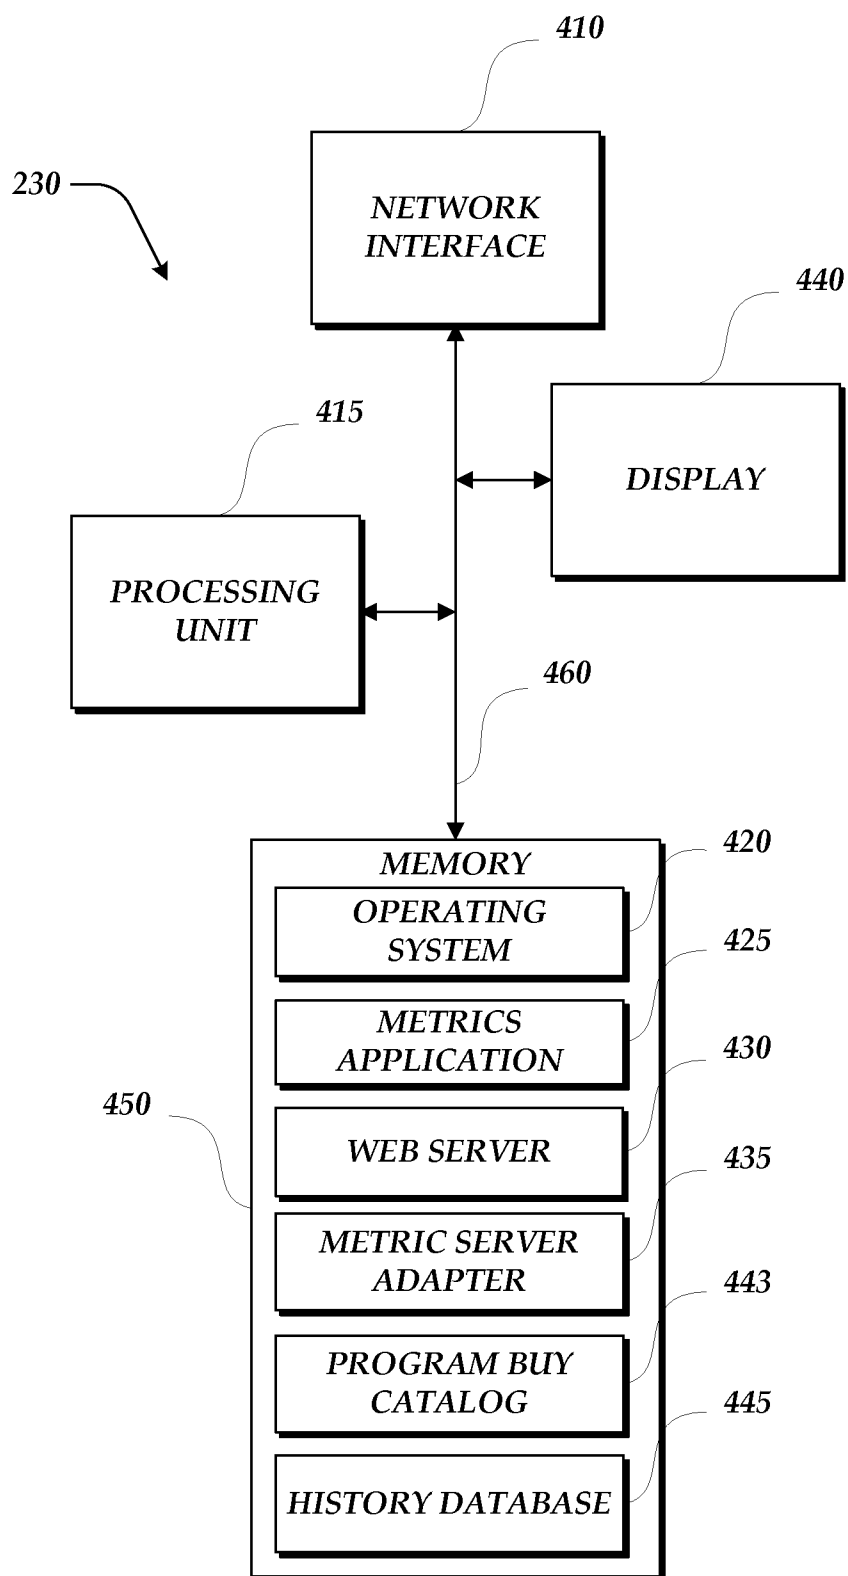 410
230
NETWORK
INTERFACE
440
415
DISPLAY
PROCESSING
UNIT
460
MEMORY
420
OPERATING
SYSTEM
425
METRICS
APPLICATION
430
450
WEB SERVER
435
METRIC SERVER
ADAPTER
443
PROGRAM BUY
CATALOG
445
HISTORY DATABASE